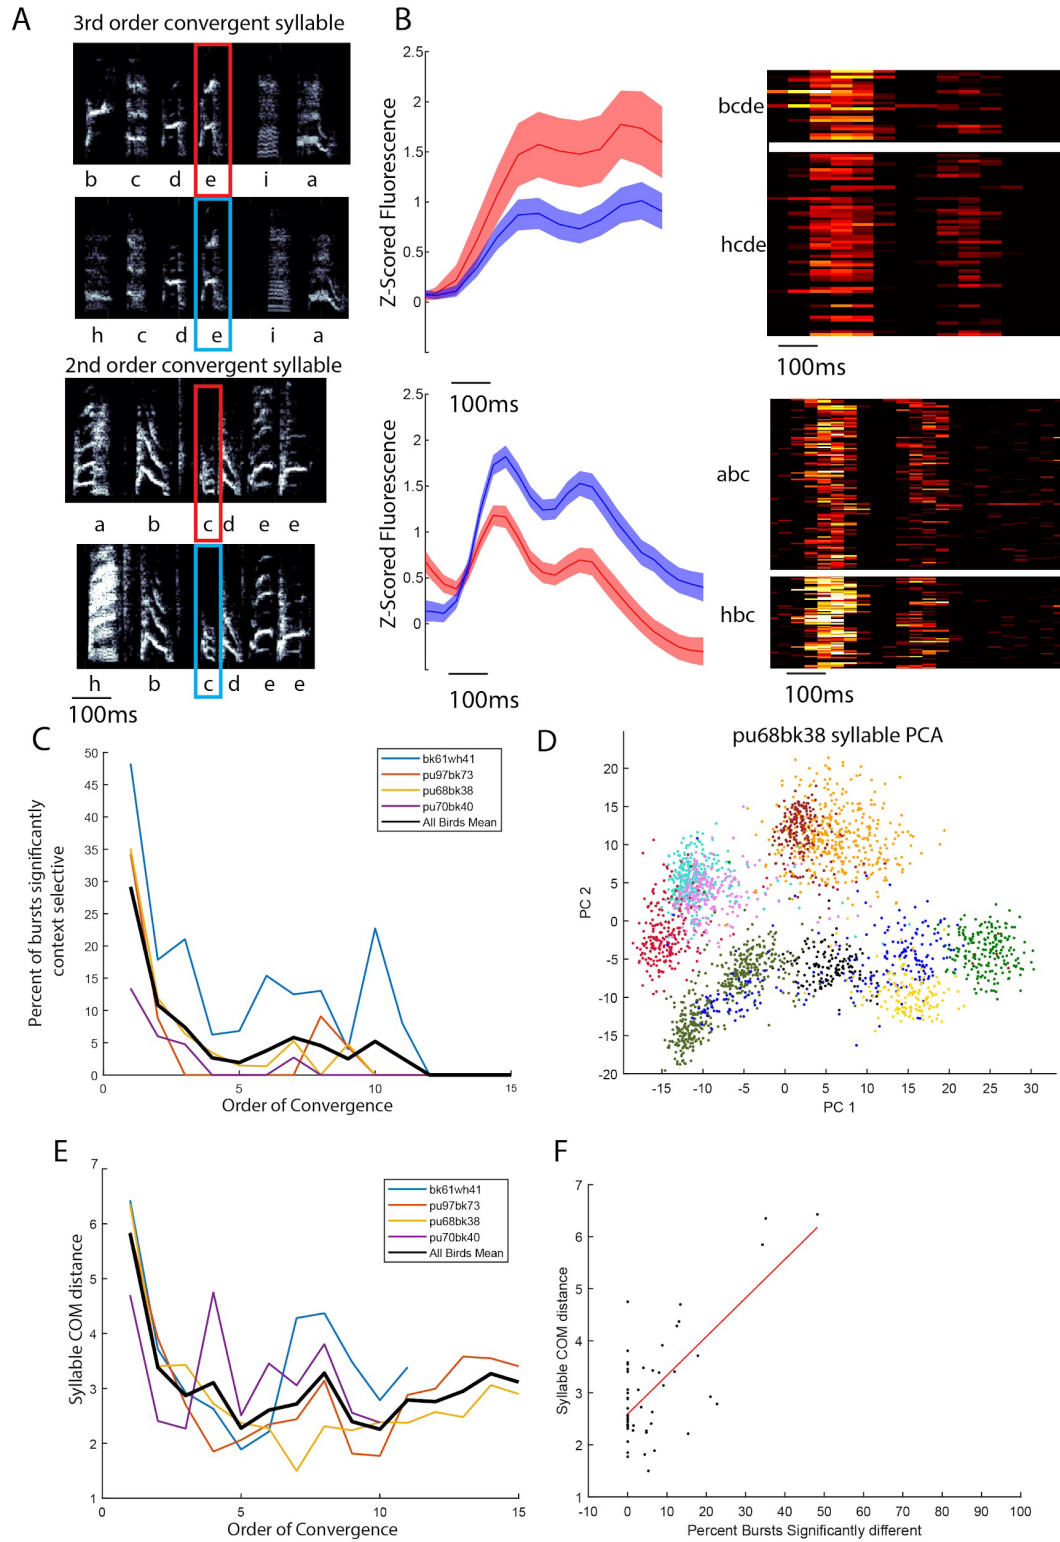 A
3rd order convergent syllable
b c d e i a
h c d e i a
2nd order convergent syllable
a b c d e e
h b c d e e
100ms
B
2.5
2
1.5
1
0.5
0
Z-Scored Fluorescence
100ms
bcde
hcde
100ms
2.5
2
1.5
1
0.5
0
Z-Scored Fluorescence
100ms
abc
hbc
100ms
C
50
45
40
35
30
25
20
15
10
5
0
Percent of bursts significantly
context selective
bk61wh41
pu97bk73
pu68bk38
pu70bk40
All Birds Mean
0 5 10 15
Order of Convergence
D
pu68bk38 syllable PCA
20
15
10
5
0
-5
-10
-15
-20
PC 2
-15 -10 -5 0 5 10 15 20 25 30
PC 1
E
7
6
5
4
3
2
1
Syllable COM distance
bk61wh41
pu97bk73
pu68bk38
pu70bk40
All Birds Mean
0 5 10 15
Order of Convergence
F
7
6
5
4
3
2
1
Syllable COM distance
-10 0 10 20 30 40 50 60 70 80 90 100
Percent Bursts Significantly different